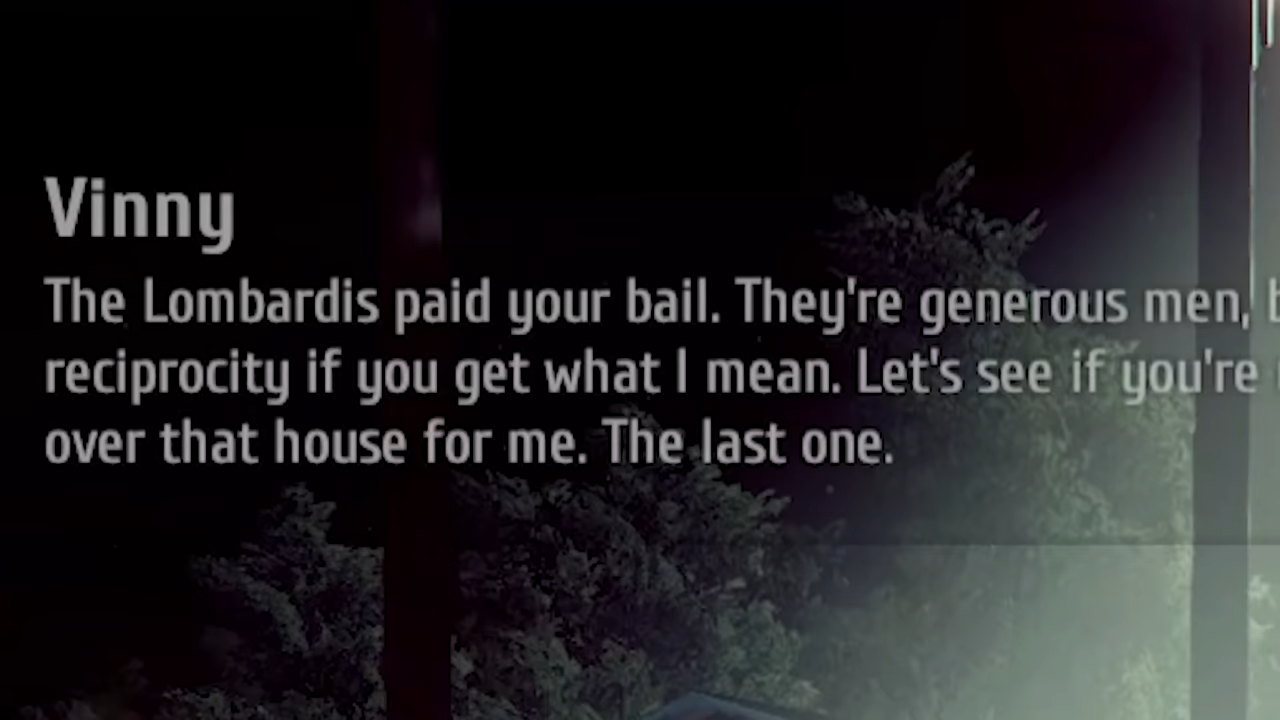 Vinny
The Lombardis paid your bail. They're generous men,
reciprocity if you get what I mean. Let's see if you're
over that house for me. The last one.